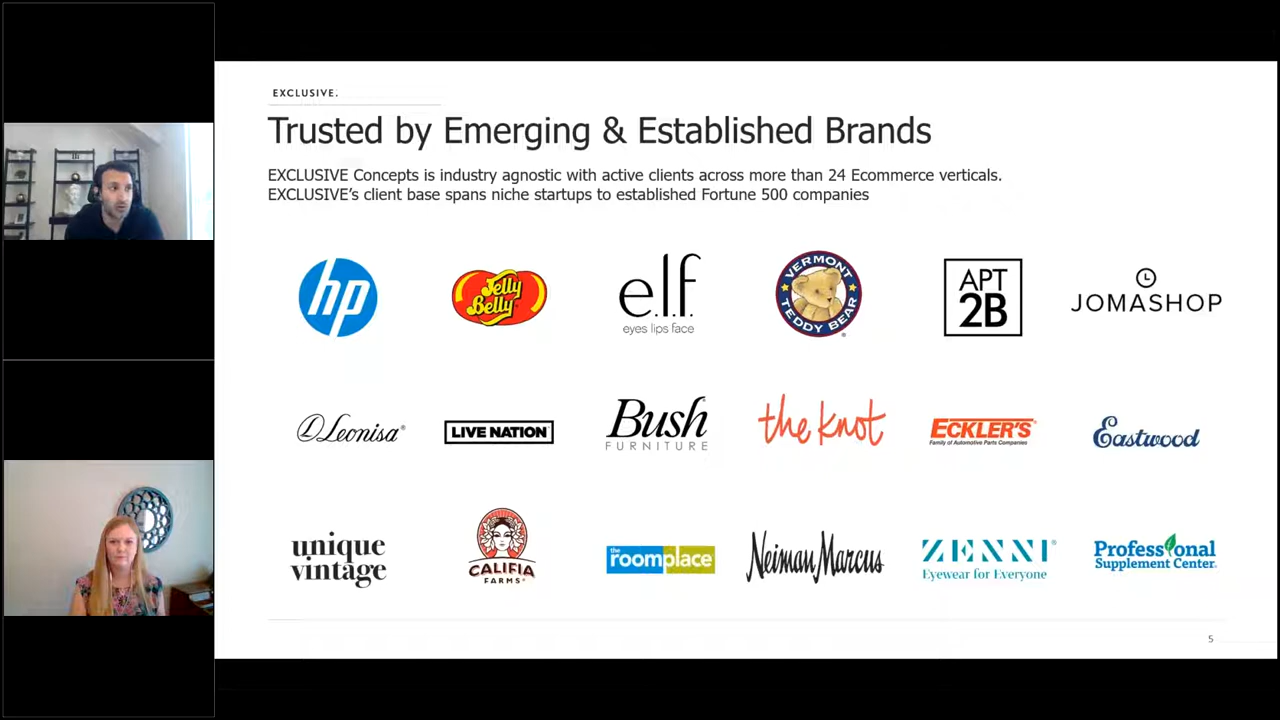 EXCLUSIVE.
Trusted by Emerging & Established Brands
EXCLUSIVE Concepts is industry agnostic with active clients across more than 24 Ecommerce verticals.
EXCLUSIVE's client base spans niche startups to established Fortune 500 companies
hp
Jelly
Belly
e.l.f.
eyes lips face
VERMONT
TEDDY BEAR
APT
2B
JOMASHOP
Leonisa
LIVE NATION
Bush
FURNITURE
the knot
ECKLER'S
Family of Automotive Parts Companies
Eastwood
unique
vintage
CALIFIA
FARMS
the roomplace
Neiman Marcus
ZENNI
Eyewear for Everyone
Professional
Supplement Center
5